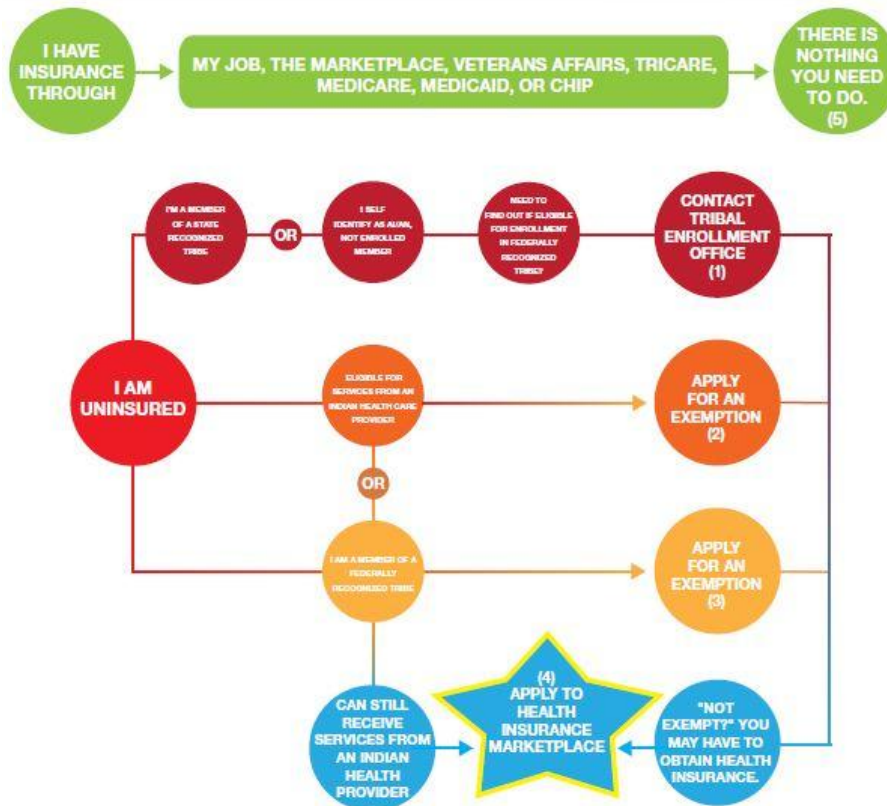 I HAVE
INSURANCE
THROUGH
MY JOB, THE MARKETPLACE, VETERANS AFFAIRS, TRICARE,
MEDICARE, MEDICAID, OR CHIP
THERE IS
NOTHING
YOU NEED
TO DO.
(5)
I'M A MEMBER
OF A STATE
RECOGNIZED
TRIBE
OR
I SELF
IDENTIFY AS AI/AN,
NOT ENROLLED
MEMBER
NEED TO
FIND OUT IF ELIGIBLE
FOR ENROLLMENT
IN FEDERALLY
RECOGNIZED
TRIBE?
CONTACT
TRIBAL
ENROLLMENT
OFFICE
(1)
I AM
UNINSURED
ELIGIBLE FOR
SERVICES FROM AN
INDIAN HEALTH CARE
PROVIDER
APPLY
FOR AN
EXEMPTION
(2)
OR
I AM A MEMBER OF A
FEDERALLY
RECOGNIZED TRIBE
APPLY
FOR AN
EXEMPTION
(3)
CAN STILL
RECEIVE
SERVICES FROM
AN INDIAN
HEALTH
PROVIDER
(4)
APPLY TO
HEALTH
INSURANCE
MARKETPLACE
"NOT
EXEMPT?" YOU
MAY HAVE TO
OBTAIN HEALTH
INSURANCE.